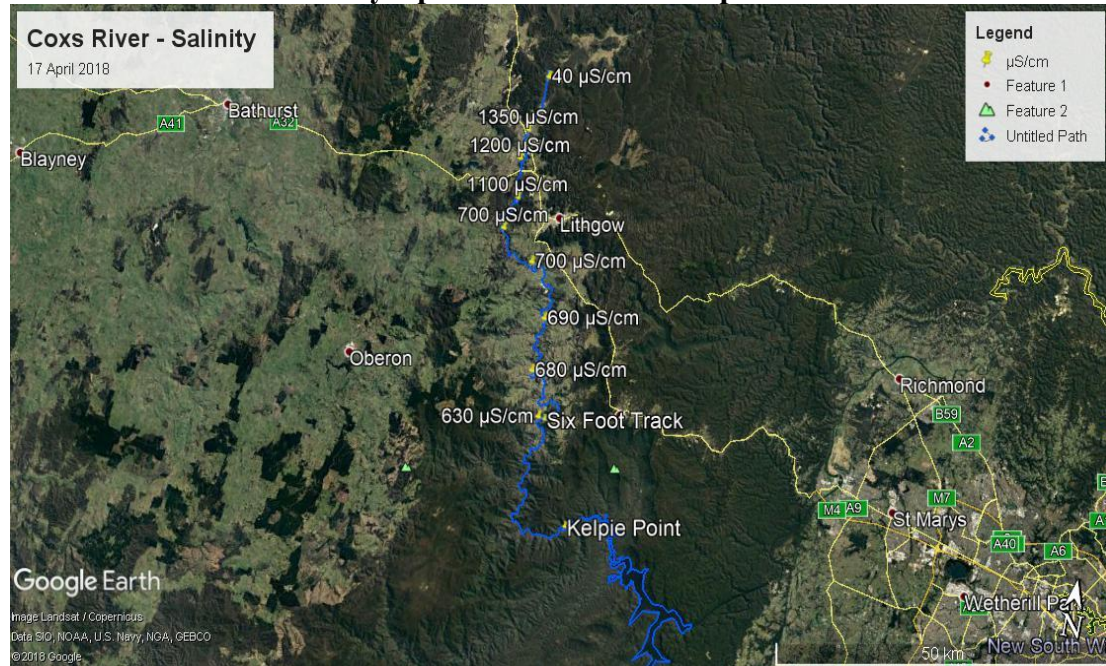 Coxs River - Salinity
17 April 2018
Legend
µS/cm
Feature 1
Feature 2
Untitled Path
40 µS/cm
Bathurst
A41
A32
1350 µS/cm
Blayney
1200 µS/cm
1100 µS/cm
700 µS/cm
Lithgow
700 µS/cm
690 µS/cm
Oberon
680 µS/cm
Richmond
B59
630 µS/cm
Six Foot Track
A2
M7
M4
A9
St Marys
Kelpie Point
A40
A6
Google Earth
Wetherill Par
Image Landsat / Copernicus
Data SIO, NOAA, U.S. Navy, NGA, GEBCO
©2018 Google
N
New South W
50 km